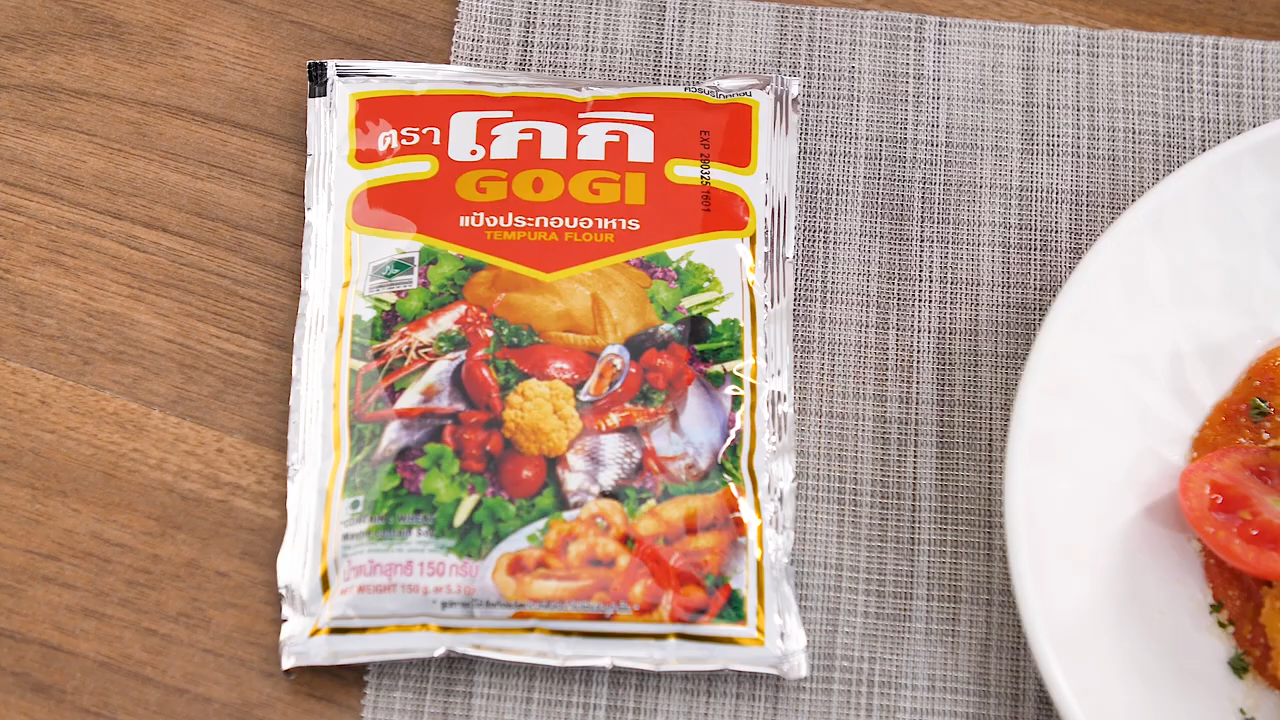 ควรบริโภคก่อน
EXP 290325 1601
ตรา โกกิ
GOGI
แป้งประกอบอาหาร
TEMPURA FLOUR
น้ำหนักสุทธิ 150 กรัม
NET WEIGHT 150 g. or 5.3 Oz